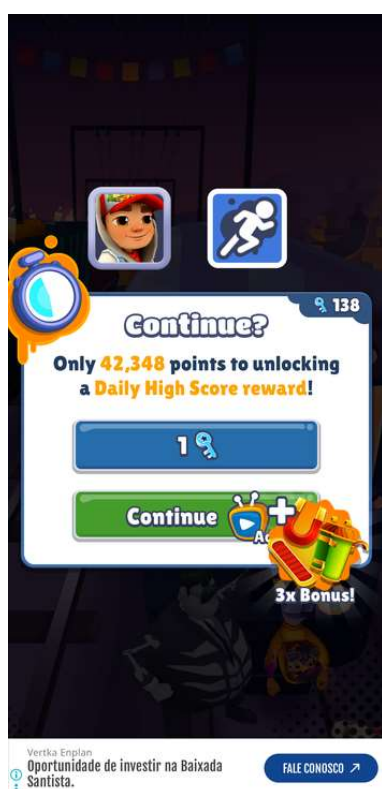 138
Continue?
Only 42,348 points to unlocking
a Daily High Score reward!
1
Continue
3x Bonus!
Vertka Enplan
Oportunidade de investir na Baixada
Santista.
FALE CONOSCO